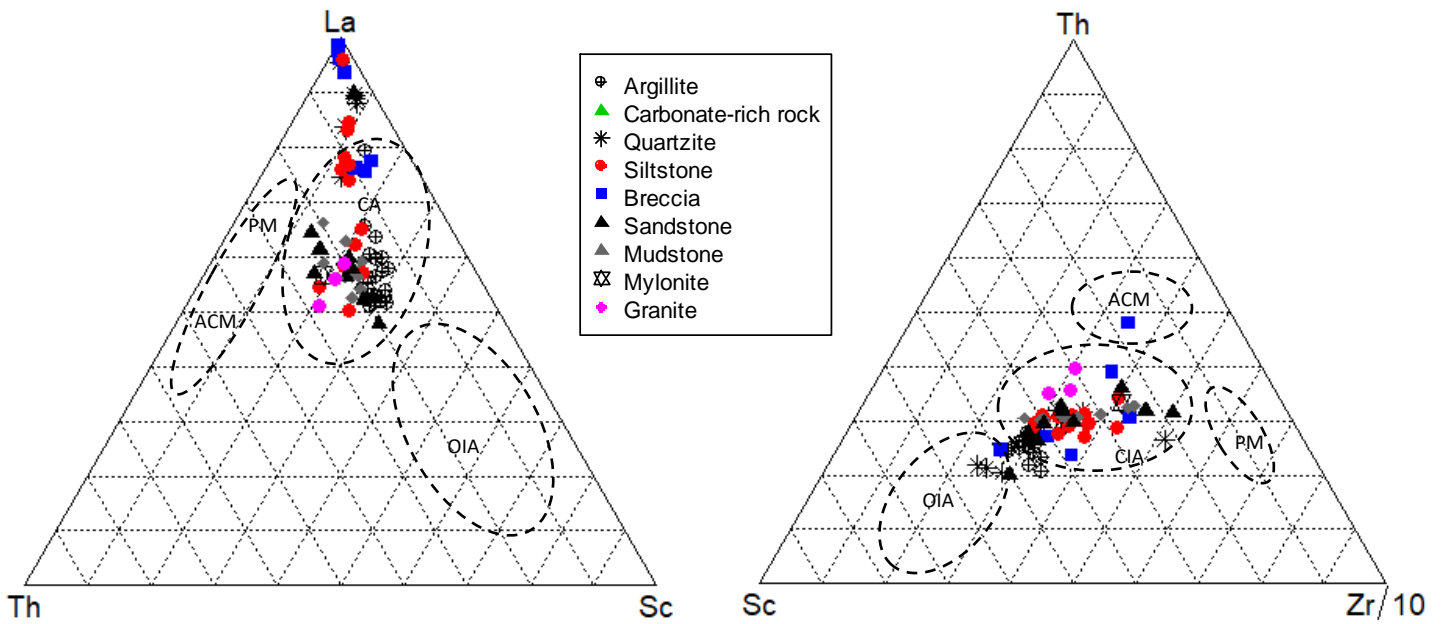 La
Th
Sc
PM
CA
ACM
OIA
Argillite
Carbonate-rich rock
Quartzite
Siltstone
Breccia
Sandstone
Mudstone
Mylonite
Granite
Th
Sc
Zr/10
ACM
CIA
PM
OIA